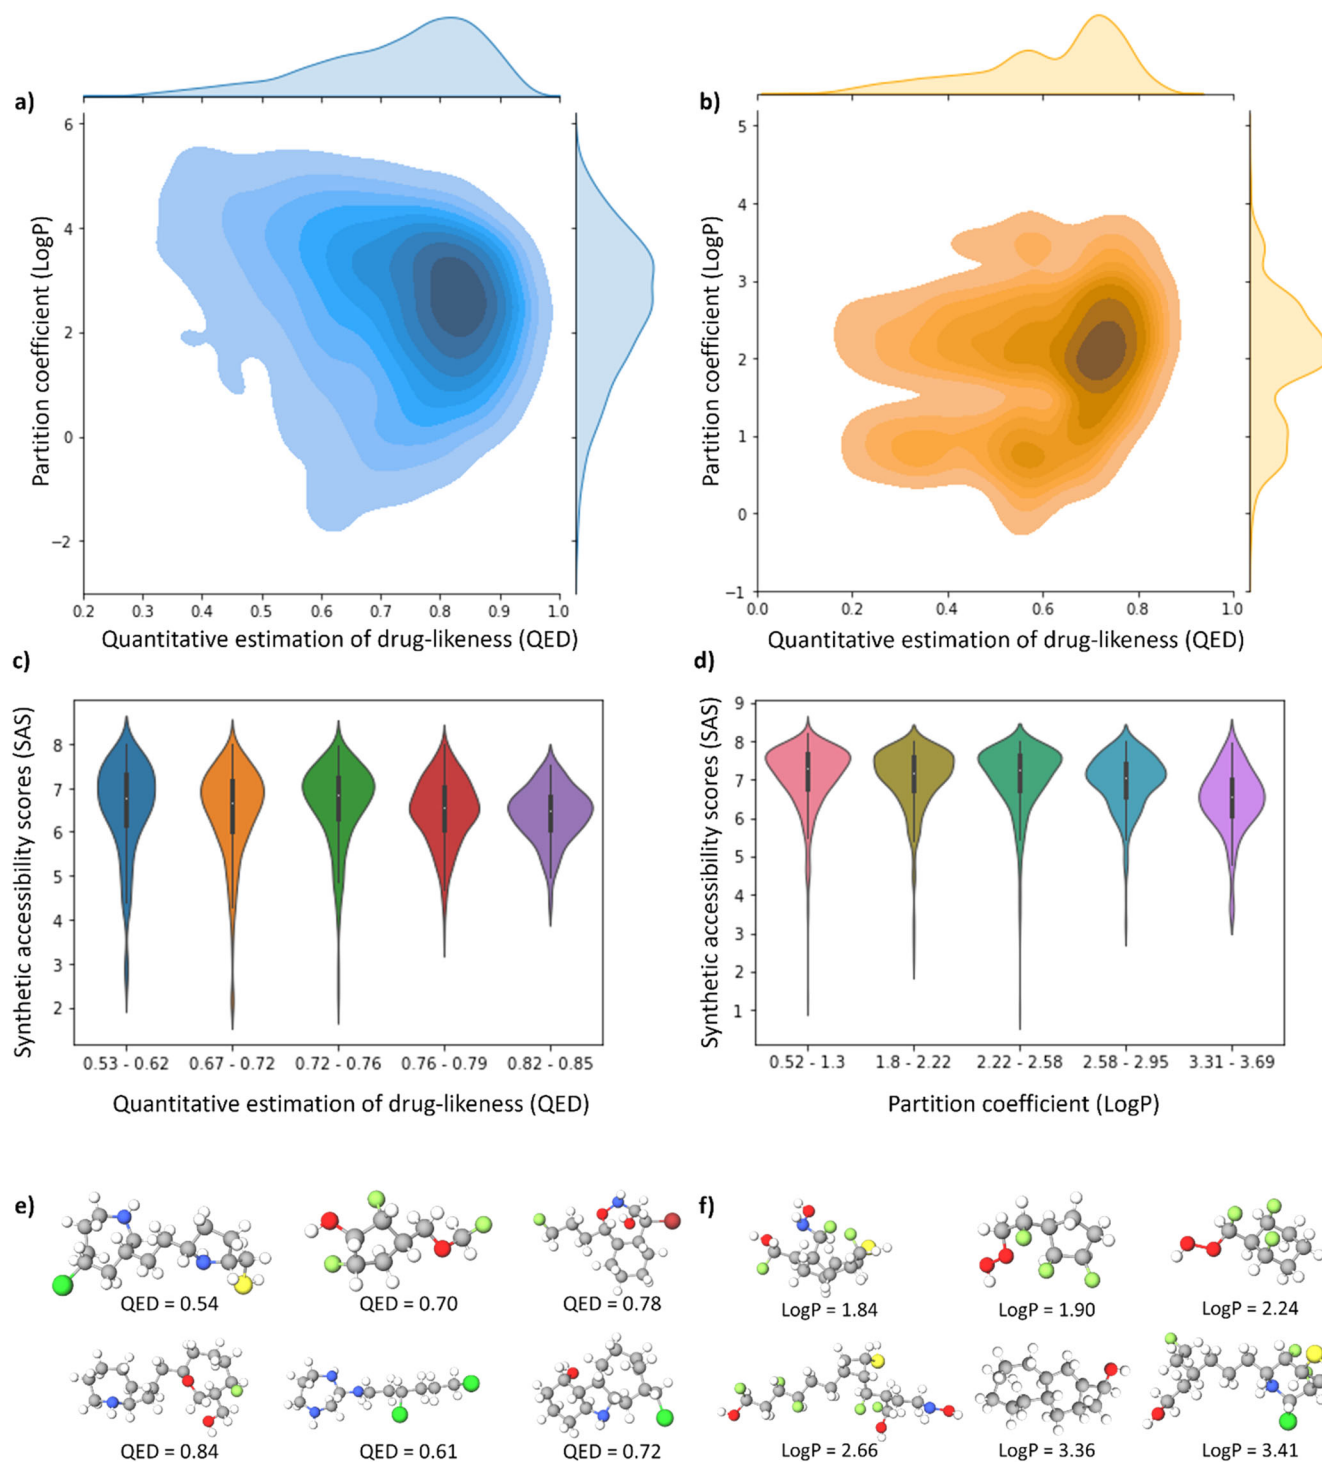 a)
Partition coefficient (LogP)
6
4
2
0
−2
0.2 0.3 0.4 0.5 0.6 0.7 0.8 0.9 1.0
Quantitative estimation of drug-likeness (QED)
b)
Partition coefficient (LogP)
5
4
3
2
1
0
−1
0.0 0.2 0.4 0.6 0.8 1.0
Quantitative estimation of drug-likeness (QED)
c)
Synthetic accessibility scores (SAS)
8
7
6
5
4
3
2
0.53 - 0.62 0.67 - 0.72 0.72 - 0.76 0.76 - 0.79 0.82 - 0.85
Quantitative estimation of drug-likeness (QED)
d)
Synthetic accessibility scores (SAS)
9
8
7
6
5
4
3
2
1
0.52 - 1.3 1.8 - 2.22 2.22 - 2.58 2.58 - 2.95 3.31 - 3.69
Partition coefficient (LogP)
e)
QED = 0.54 QED = 0.70 QED = 0.78
QED = 0.84 QED = 0.61 QED = 0.72
f)
LogP = 1.84 LogP = 1.90 LogP = 2.24
LogP = 2.66 LogP = 3.36 LogP = 3.41